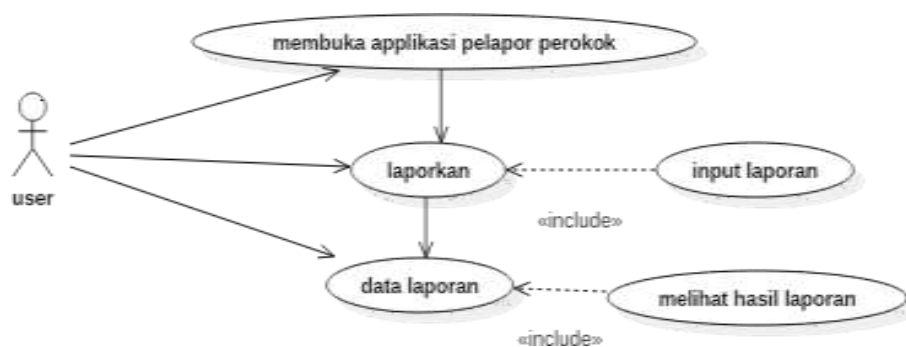 membuka applikasi pelapor perokok
user
laporkan
input laporan
«include»
data laporan
melihat hasil laporan
«include»